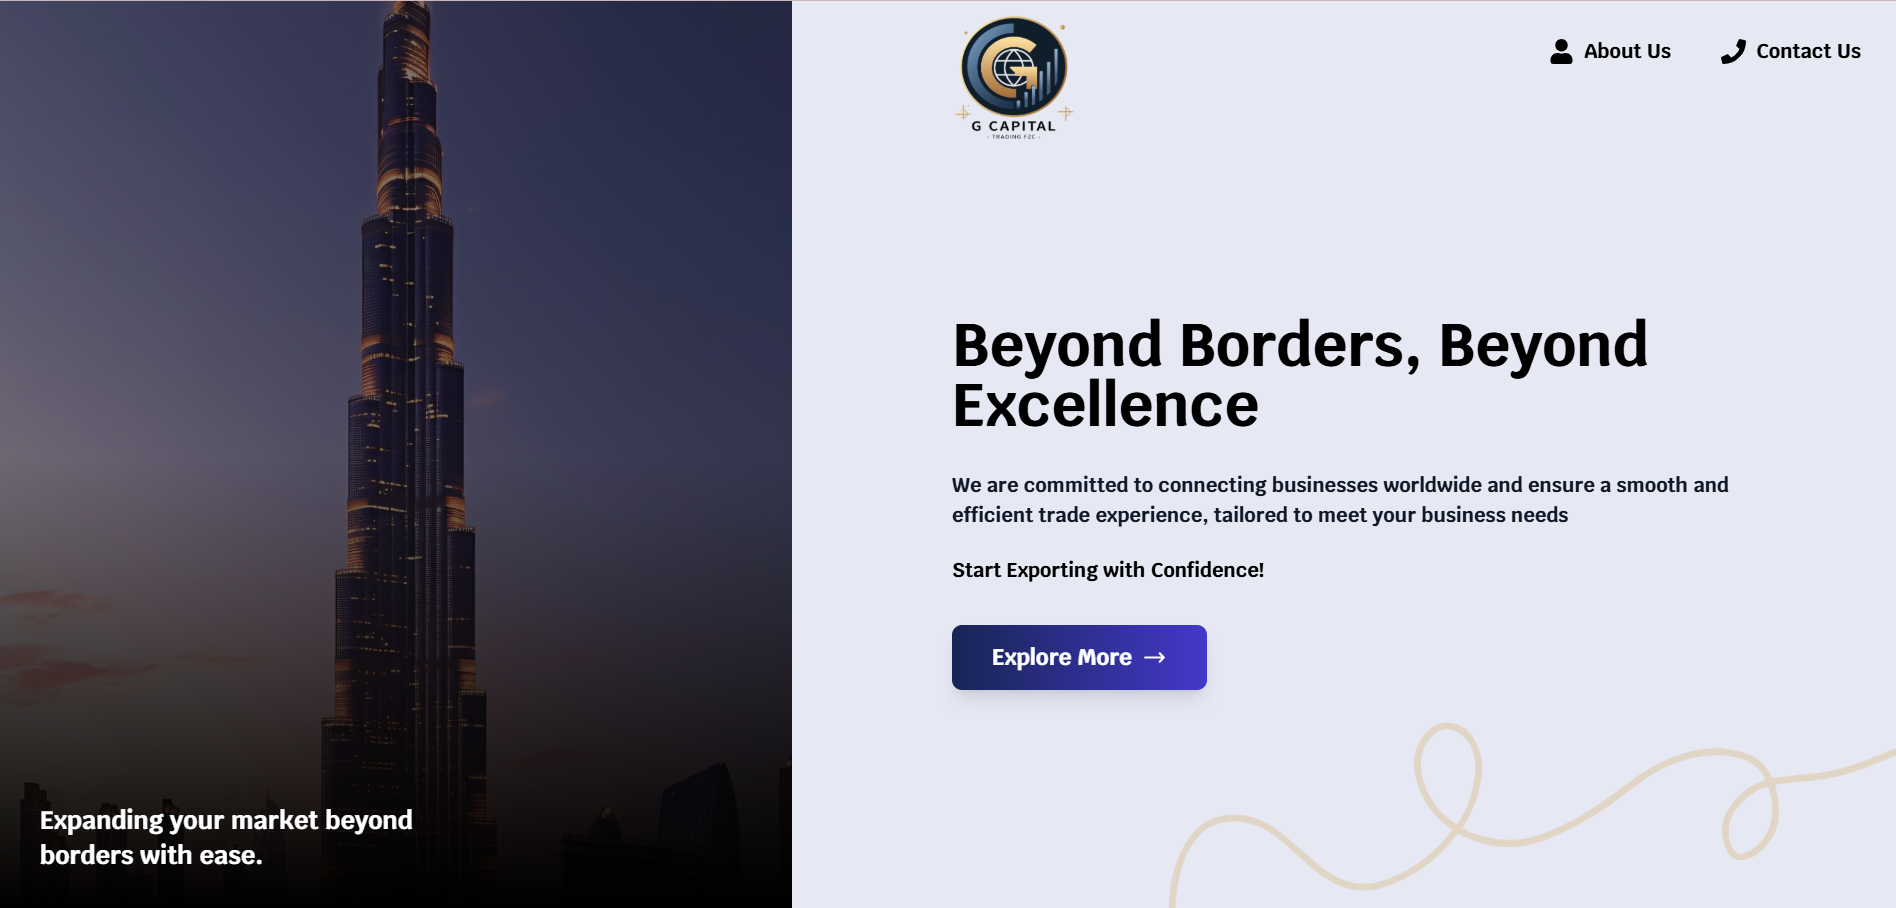 G CAPITAL
- TRADING FZC -
About Us
Contact Us
Beyond Borders, Beyond
Excellence
We are committed to connecting businesses worldwide and ensure a smooth and
efficient trade experience, tailored to meet your business needs
Start Exporting with Confidence!
Explore More →
Expanding your market beyond
borders with ease.